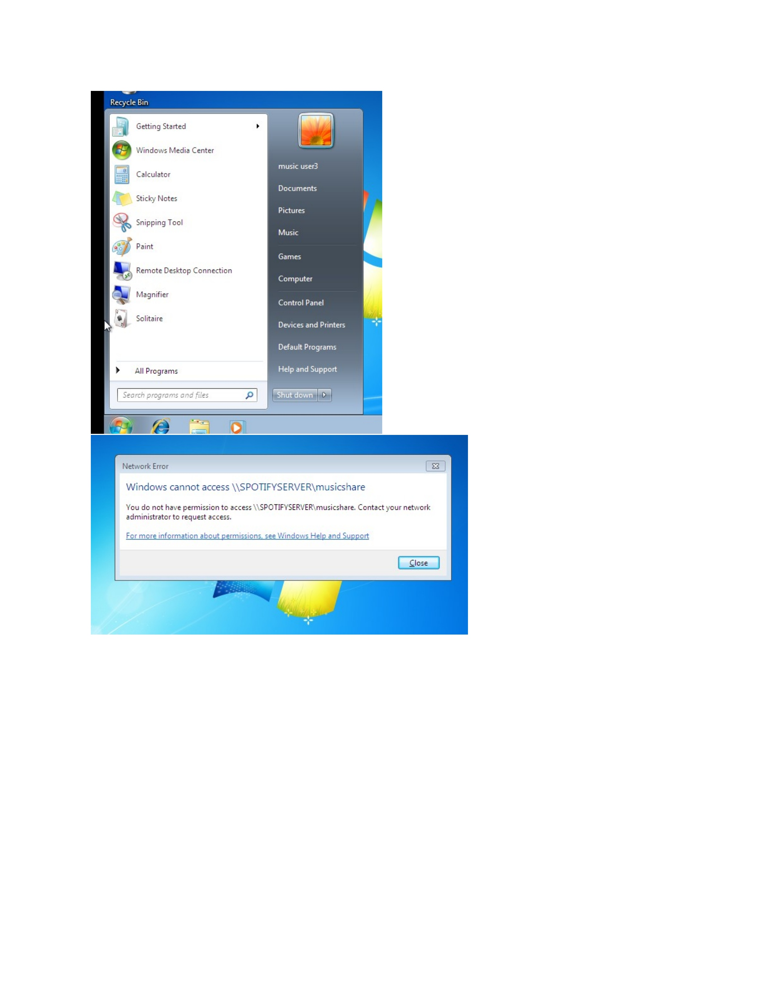 Recycle Bin
Getting Started
Windows Media Center
Calculator
Sticky Notes
Snipping Tool
Paint
Remote Desktop Connection
Magnifier
Solitaire
All Programs
Search programs and files
music user3
Documents
Pictures
Music
Games
Computer
Control Panel
Devices and Printers
Default Programs
Help and Support
Shut down
Network Error
Windows cannot access \\SPOTIFYSERVER\musicshare
You do not have permission to access \\SPOTIFYSERVER\musicshare. Contact your network
administrator to request access.
For more information about permissions, see Windows Help and Support
Close